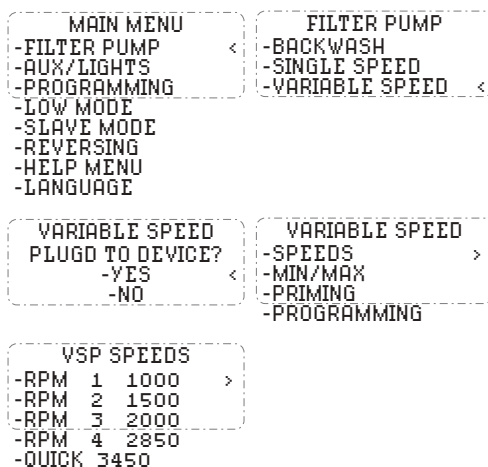 MAIN MENU
-FILTER PUMP <
-AUX/LIGHTS
-PROGRAMMING
-LOW MODE
-SLAVE MODE
-REVERSING
-HELP MENU
-LANGUAGE
FILTER PUMP
-BACKWASH
-SINGLE SPEED
-VARIABLE SPEED <
VARIABLE SPEED
PLUGD TO DEVICE?
-YES <
-NO
VARIABLE SPEED
-SPEEDS >
-MIN/MAX
-PRIMING
-PROGRAMMING
VSP SPEEDS
-RPM 1 1000 >
-RPM 2 1500
-RPM 3 2000
-RPM 4 2850
-QUICK 3450